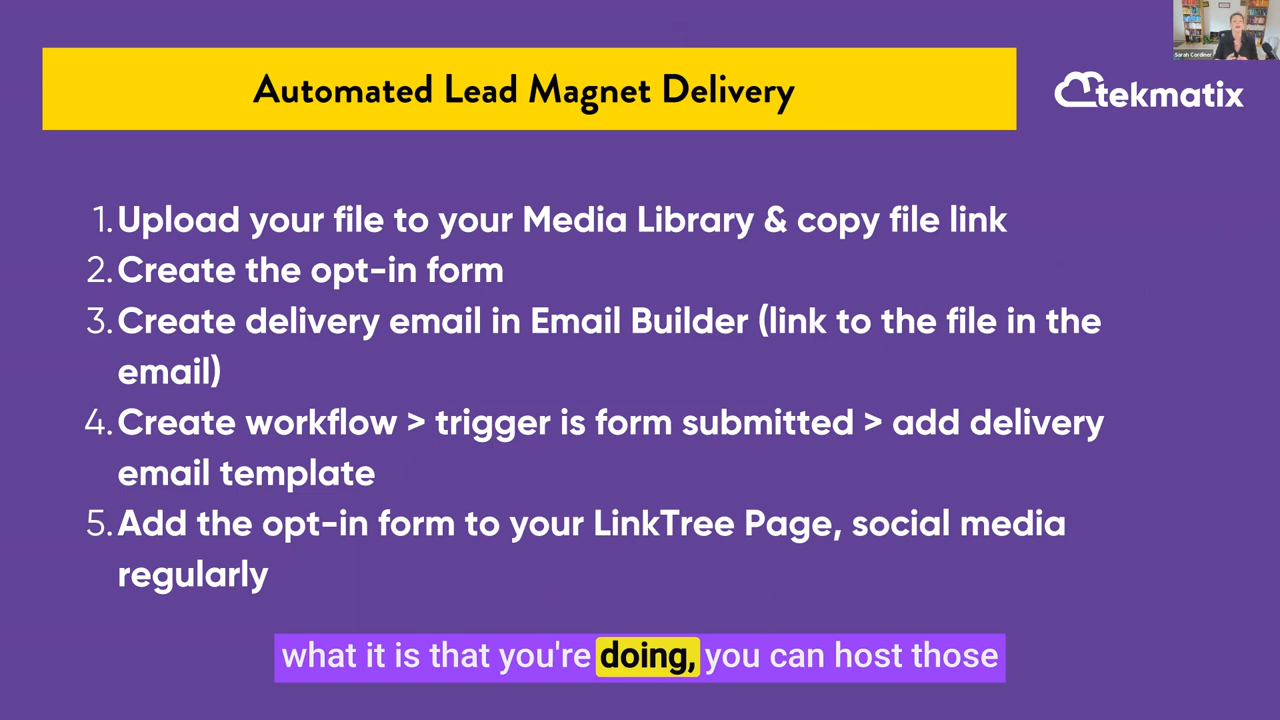 Sarah Cordiner
Automated Lead Magnet Delivery
tekmatix
1. Upload your file to your Media Library & copy file link
2. Create the opt-in form
3. Create delivery email in Email Builder (link to the file in the
email)
4. Create workflow > trigger is form submitted > add delivery
email template
5. Add the opt-in form to your LinkTree Page, social media
regularly
what it is that you're doing, you can host those